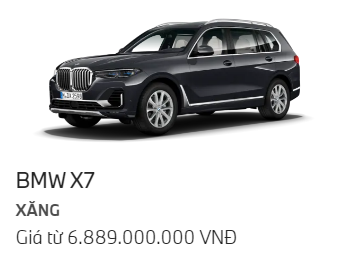 BMW X7
XĂNG
Giá từ 6.889.000.000 VNĐ